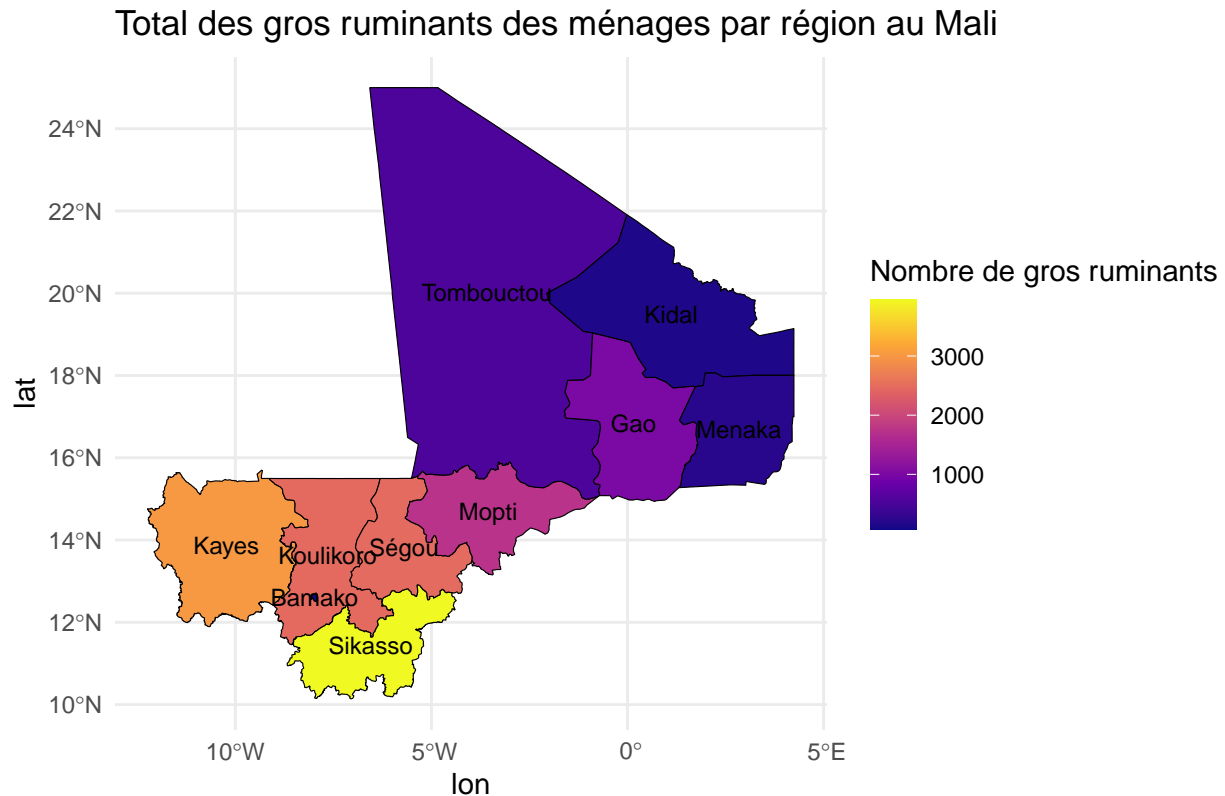 Total des gros ruminants des ménages par région au Mali
24°N
22°N
20°N
18°N
16°N
14°N
12°N
10°N
lat
10°W
5°W
0°
5°E
lon
Tombouctou
Kidal
Gao
Menaka
Mopti
Kayes
Koulikoro
Ségou
Bamako
Sikasso
Nombre de gros ruminants
3000
2000
1000